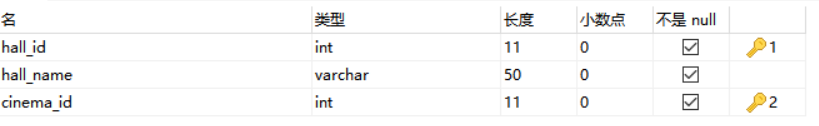 名 类型 长度 小数点 不是 null
hall_id int 11 0 1
hall_name varchar 50 0
cinema_id int 11 0 2